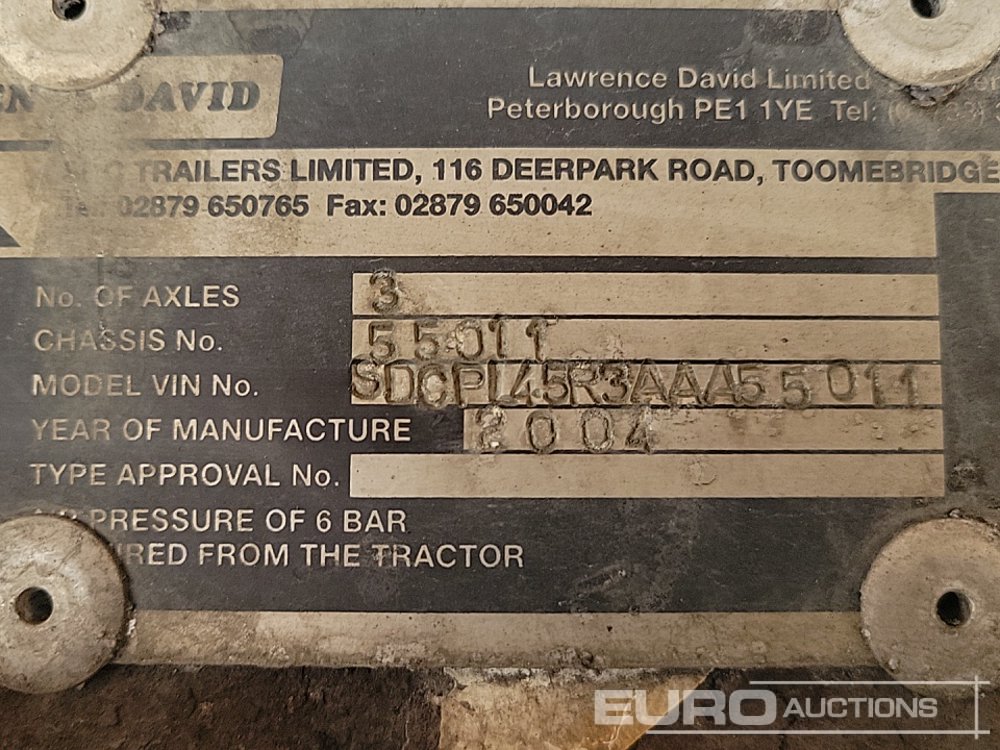 DAVID
Lawrence David Limited
Peterborough PE1 1YE Tel:
TRAILERS LIMITED, 116 DEERPARK ROAD, TOOMEBRIDGE
Tel: 02879 650765 Fax: 02879 650042
No. OF AXLES 3
CHASSIS No. 55011
MODEL VIN No. SDCPL45R3AAA55011
YEAR OF MANUFACTURE 2004
TYPE APPROVAL No.
PRESSURE OF 6 BAR
FROM THE TRACTOR
EURO AUCTIONS